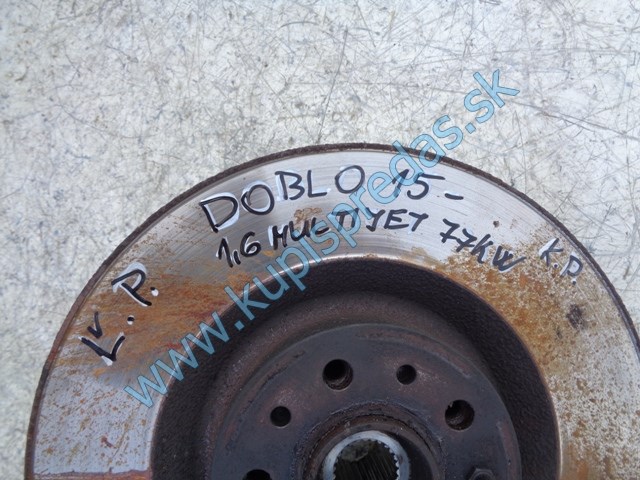 DOBLO 15-
1,6 MULTIJET 77KW K.P.
Ľ.P.
www.kupispredas.sk